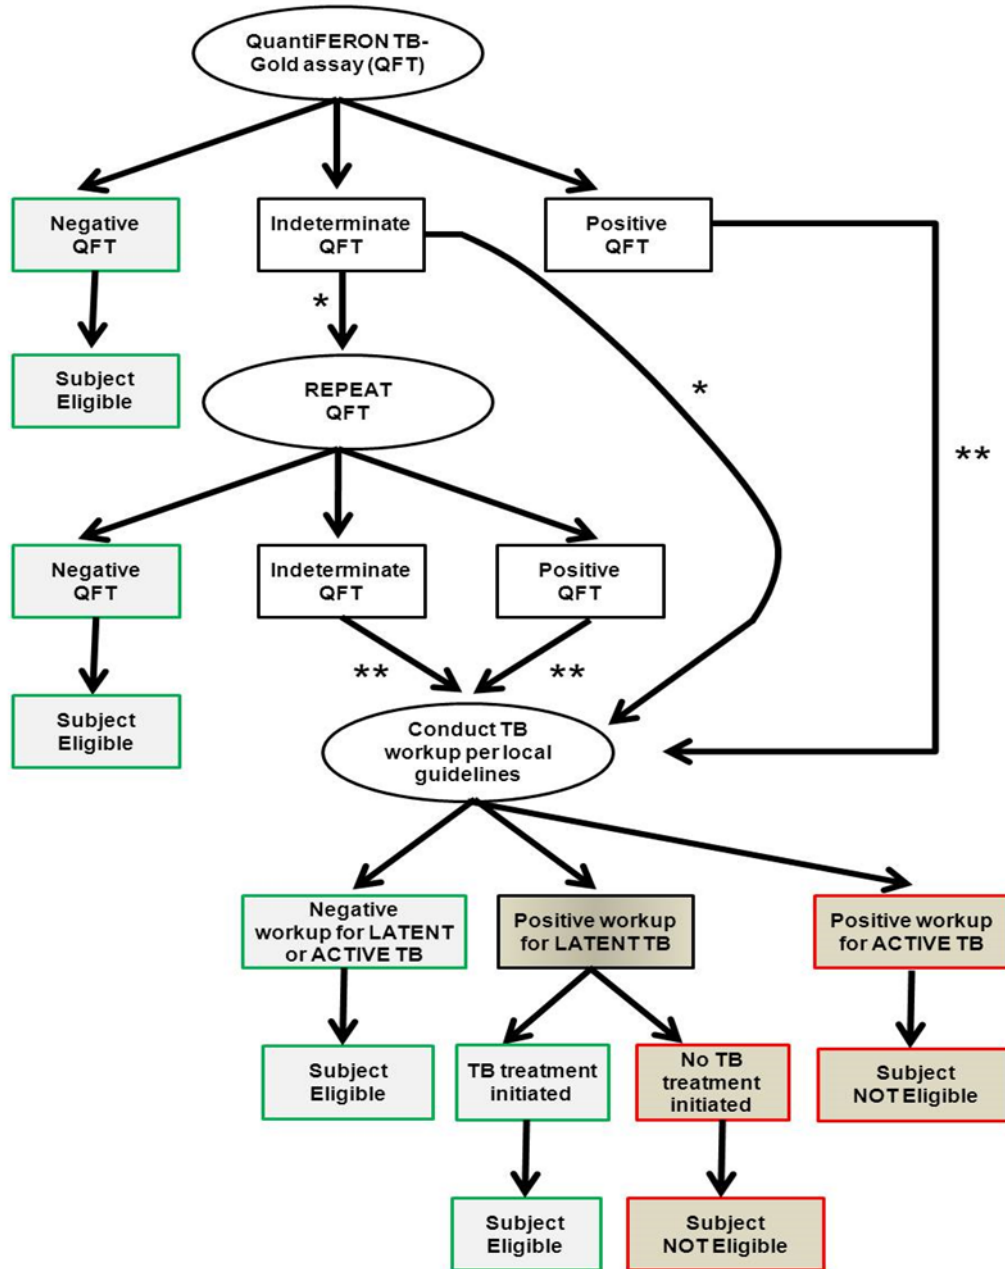 QuantiFERON TB-
Gold assay (QFT)
Negative
QFT
Indeterminate
QFT
Positive
QFT
*
Subject
Eligible
REPEAT
QFT
*
**
Negative
QFT
Indeterminate
QFT
Positive
QFT
**
**
Subject
Eligible
Conduct TB
workup per local
guidelines
Negative
workup for LATENT
or ACTIVE TB
Positive workup
for LATENT TB
Positive workup
for ACTIVE TB
Subject
Eligible
TB treatment
initiated
No TB
treatment
initiated
Subject
NOT Eligible
Subject
Eligible
Subject
NOT Eligible